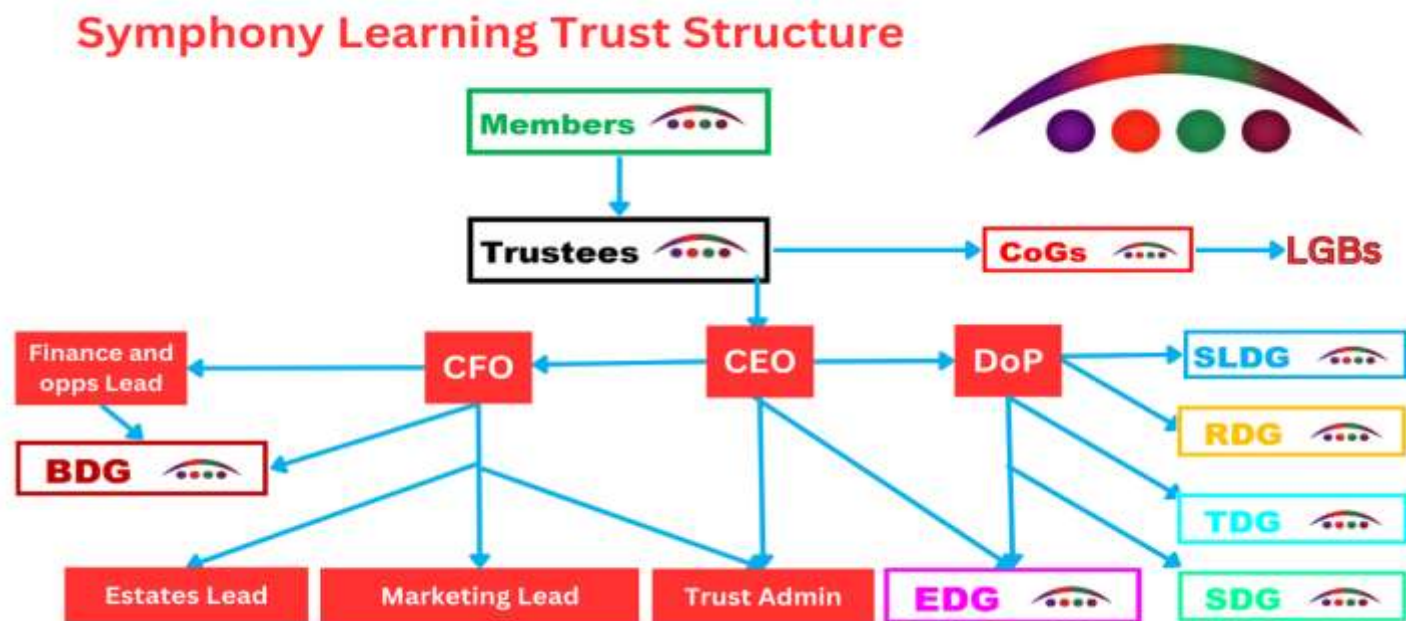 Symphony Learning Trust Structure
Members
Trustees
CoGs
LGBs
Finance and
opps Lead
CFO
CEO
DoP
SLDG
RDG
BDG
TDG
Estates Lead
Marketing Lead
Trust Admin
EDG
SDG